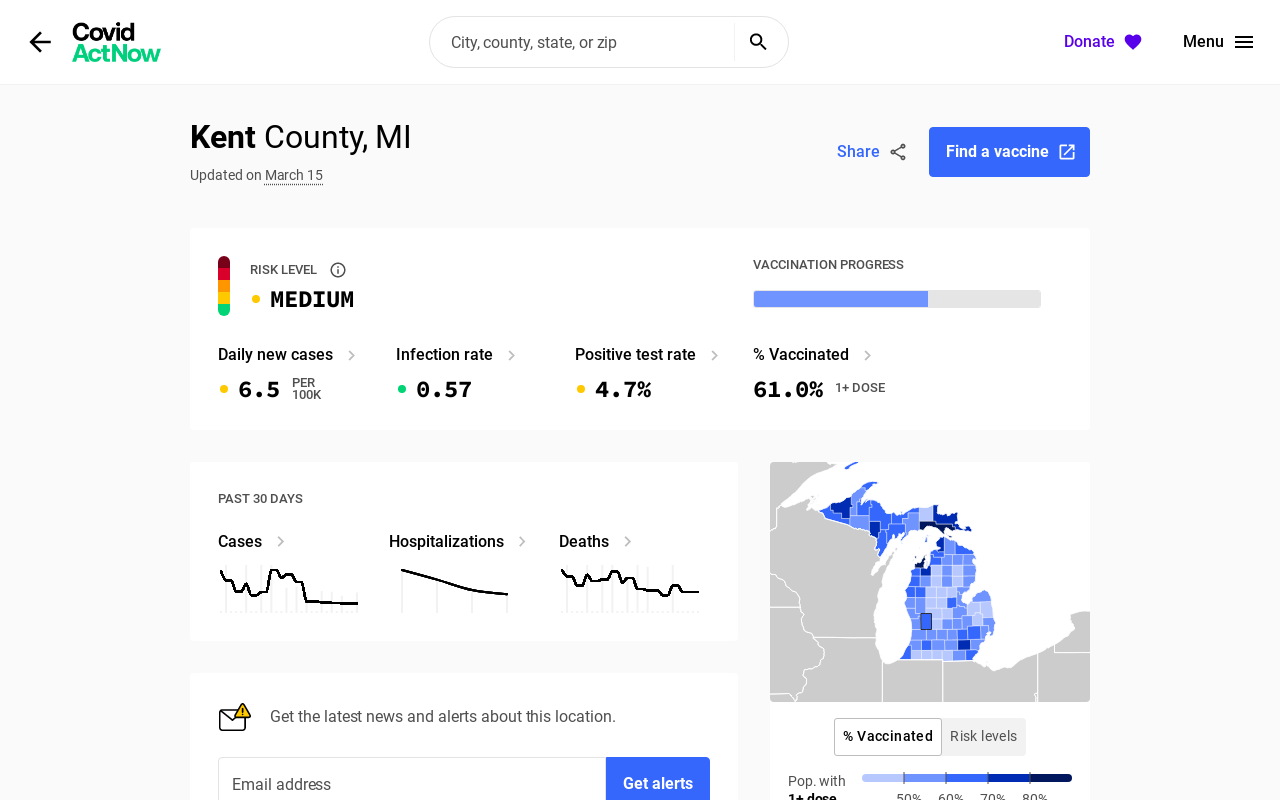 Covid
ActNow
City, county, state, or zip
Donate
Menu
Kent County, MI
Updated on March 15
Share
Find a vaccine
RISK LEVEL
MEDIUM
VACCINATION PROGRESS
Daily new cases
Infection rate
Positive test rate
% Vaccinated
6.5 PER 100K
0.57
4.7%
61.0% 1+ DOSE
PAST 30 DAYS
Cases
Hospitalizations
Deaths
Get the latest news and alerts about this location.
Email address
Get alerts
% Vaccinated
Risk levels
Pop. with
1+ dose
50% 60% 70% 80%